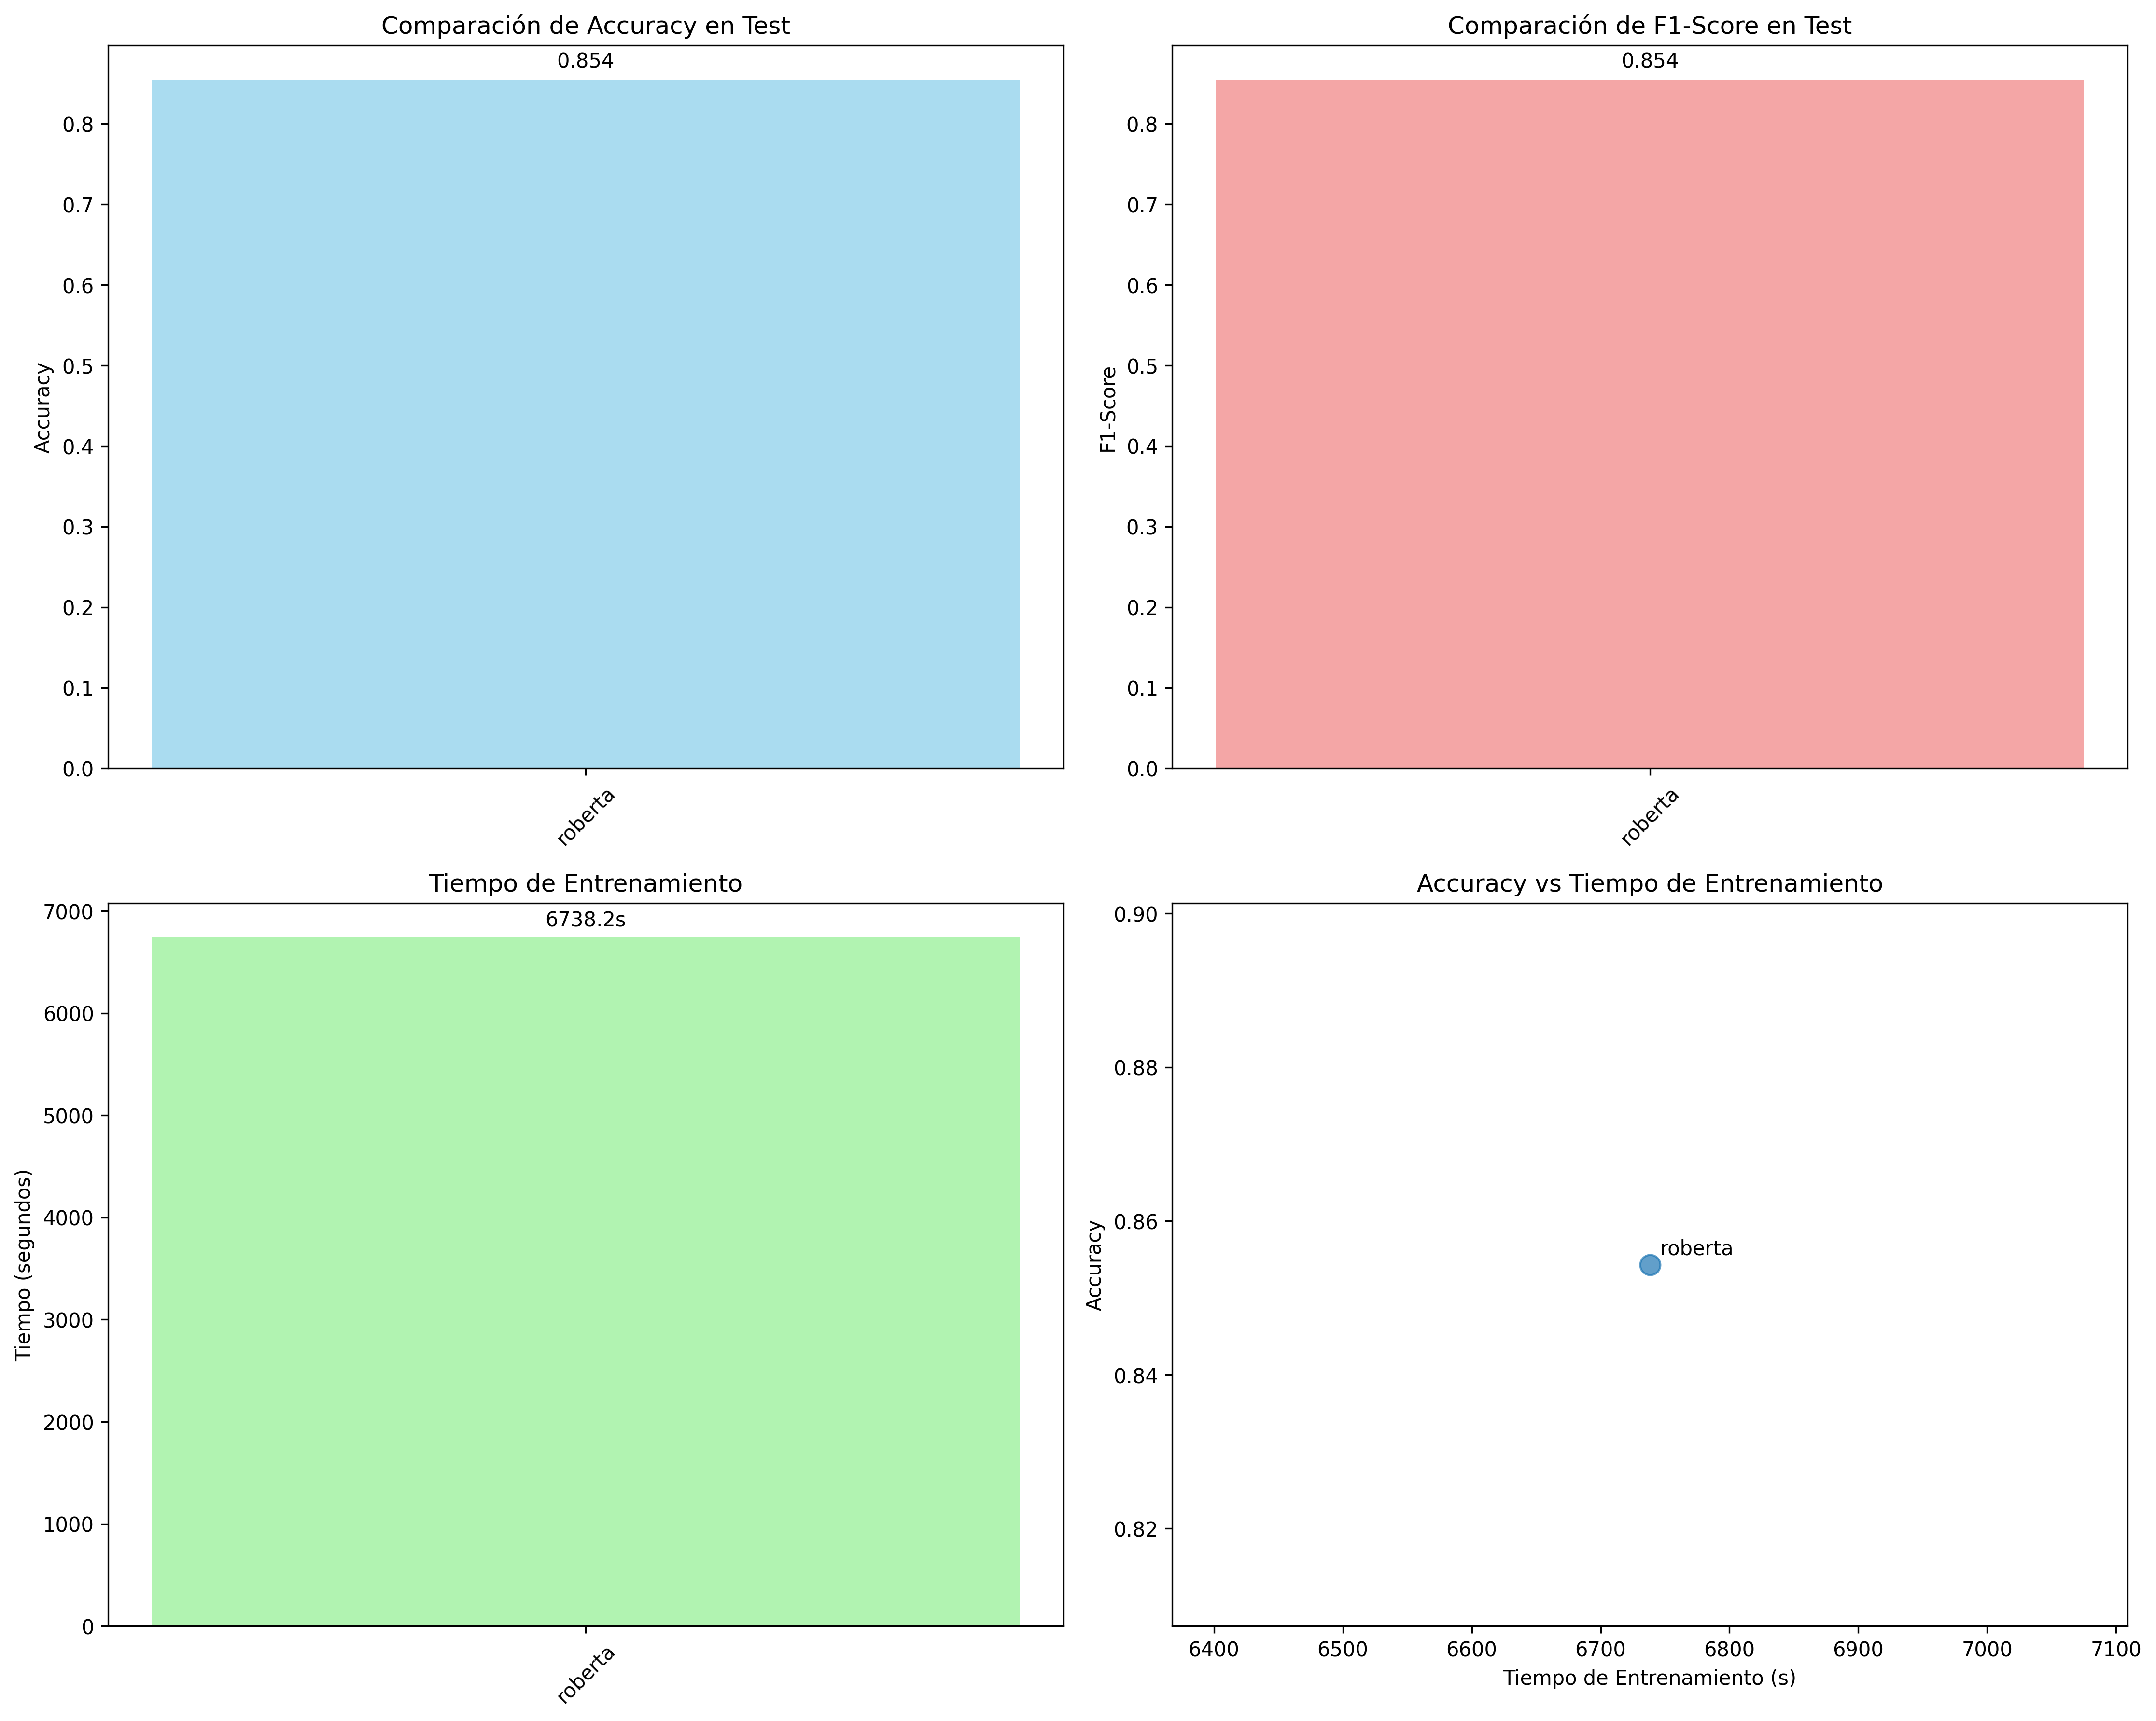 Comparación de Accuracy en Test
0.854
0.8
0.7
0.6
0.5
0.4
0.3
0.2
0.1
0.0
Accuracy
roberta
Comparación de F1-Score en Test
0.854
0.8
0.7
0.6
0.5
0.4
0.3
0.2
0.1
0.0
F1-Score
roberta
Tiempo de Entrenamiento
6738.2s
7000
6000
5000
4000
3000
2000
1000
0
Tiempo (segundos)
roberta
Accuracy vs Tiempo de Entrenamiento
0.90
0.88
0.86
0.84
0.82
Accuracy
roberta
6400 6500 6600 6700 6800 6900 7000 7100
Tiempo de Entrenamiento (s)